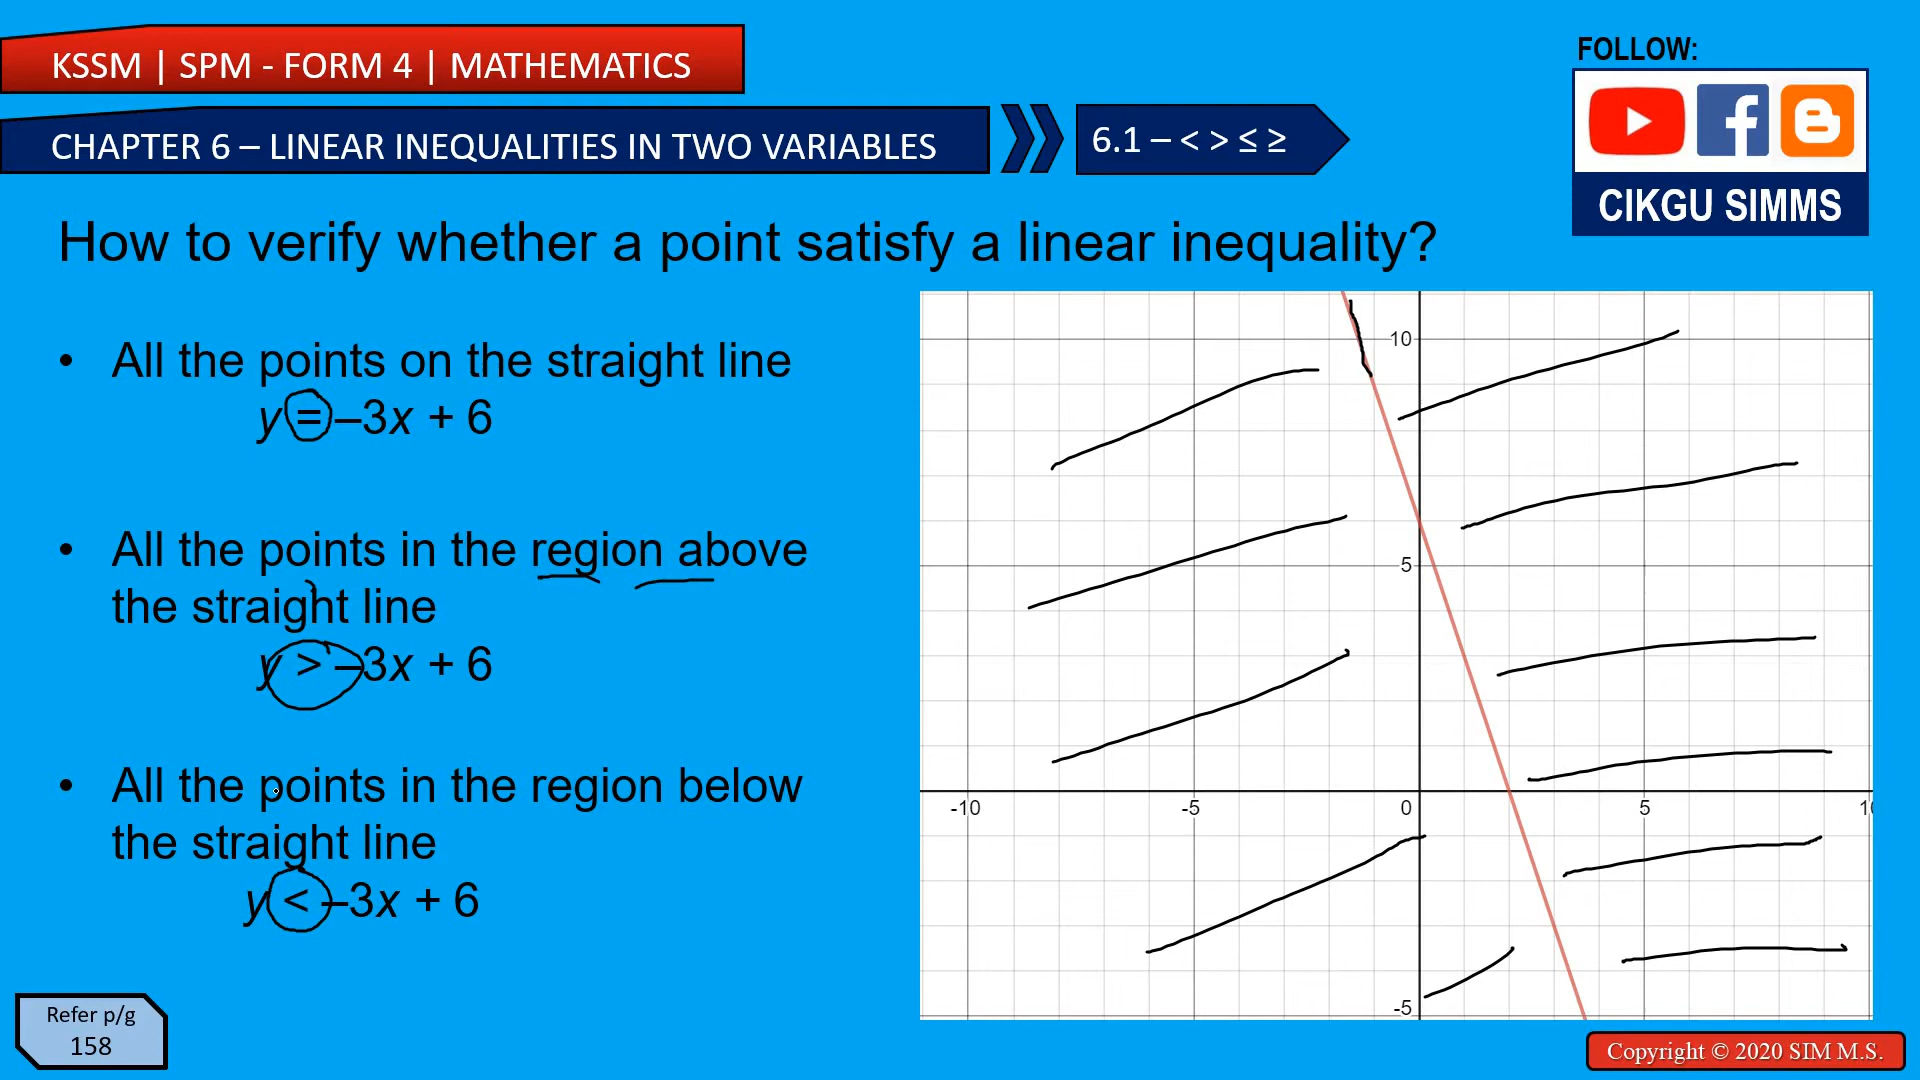 KSSM | SPM - FORM 4 | MATHEMATICS
FOLLOW:
CHAPTER 6 – LINEAR INEQUALITIES IN TWO VARIABLES
6.1 – < > ≤ ≥
CIKGU SIMMS
How to verify whether a point satisfy a linear inequality?
• All the points on the straight line
y = –3x + 6
• All the points in the region above
the straight line
y > –3x + 6
• All the points in the region below
the straight line
y < –3x + 6
10
5
-10 -5 0 5 10
-5
Refer p/g
158
Copyright © 2020 SIM M.S.